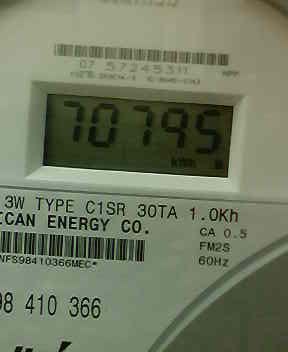 07 57245311
70795
kWh
3W TYPE C1SR 30TA 1.0Kh
ICAN ENERGY CO.
CA 0.5
FM2S
NFS98410366MEC*
60Hz
98 410 366